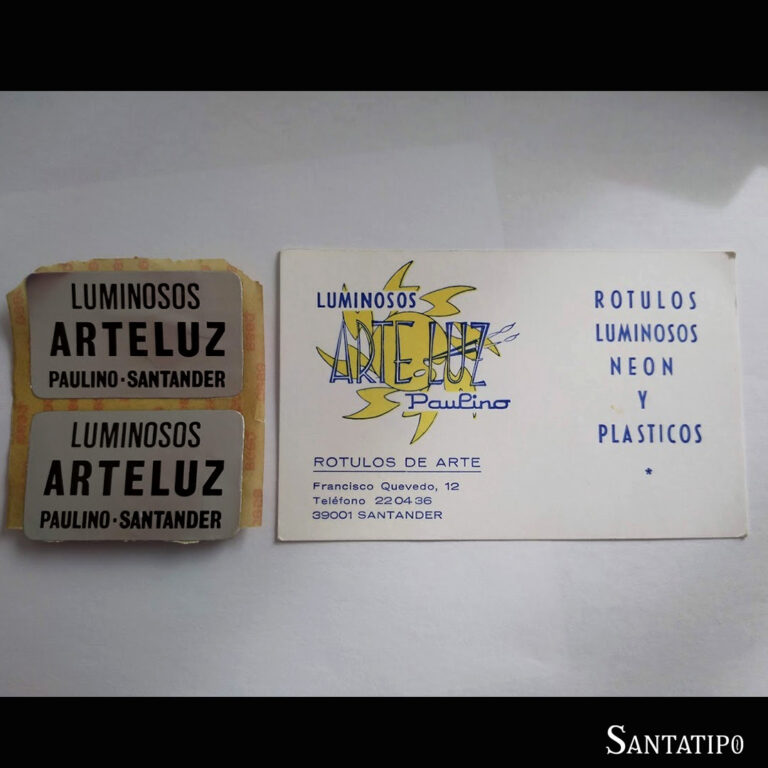 LUMINOSOS
ARTELUZ
PAULINO·SANTANDER
LUMINOSOS
ARTELUZ
PAULINO·SANTANDER
LUMINOSOS
ARTE-LUZ
Paulino
ROTULOS DE ARTE
Francisco Quevedo, 12
Teléfono 220436
39001 SANTANDER
ROTULOS
LUMINOSOS
NEON
Y
PLASTICOS
*
SANTATIPO